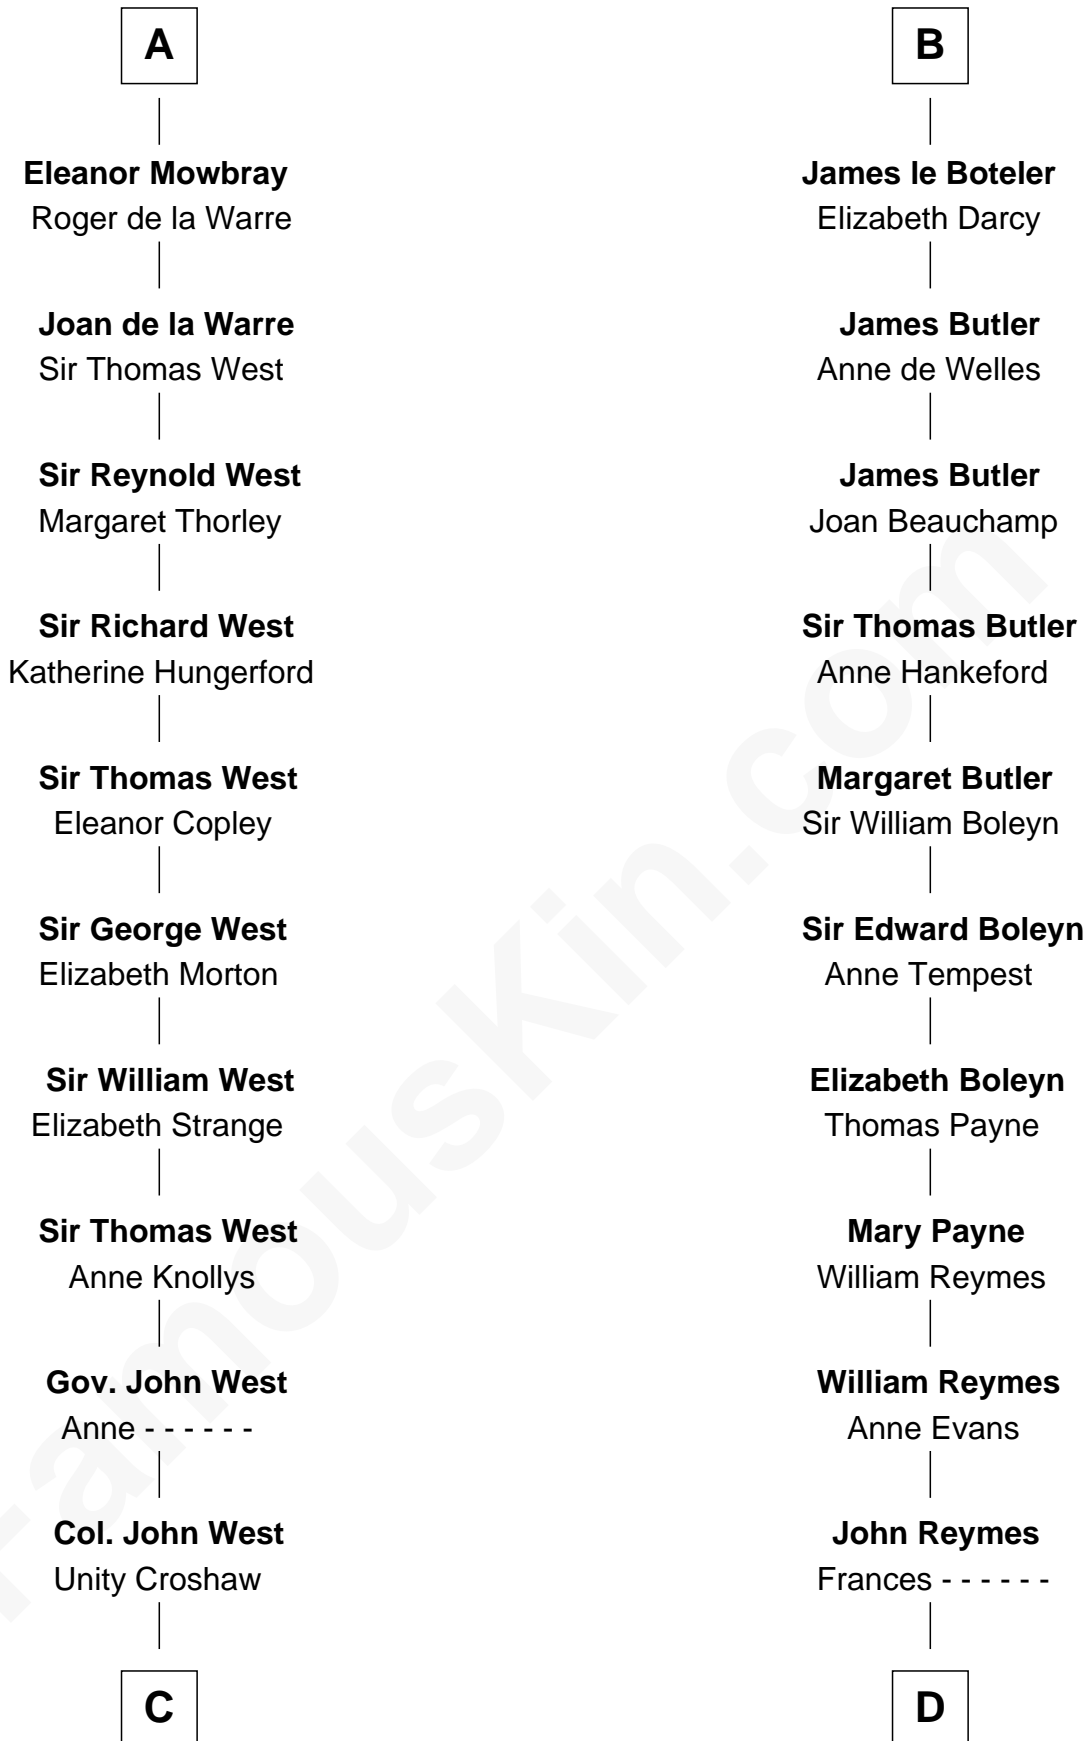 A
Eleanor Mowbray
Roger de la Warre
Joan de la Warre
Sir Thomas West
Sir Reynold West
Margaret Thorley
Sir Richard West
Katherine Hungerford
Sir Thomas West
Eleanor Copley
Sir George West
Elizabeth Morton
Sir William West
Elizabeth Strange
Sir Thomas West
Anne Knollys
Gov. John West
Anne - - - - - -
Col. John West
Unity Croshaw
C
B
James le Boteler
Elizabeth Darcy
James Butler
Anne de Welles
James Butler
Joan Beauchamp
Sir Thomas Butler
Anne Hankeford
Margaret Butler
Sir William Boleyn
Sir Edward Boleyn
Anne Tempest
Elizabeth Boleyn
Thomas Payne
Mary Payne
William Reymes
William Reymes
Anne Evans
John Reymes
Frances - - - - - -
D
FamousKin.com